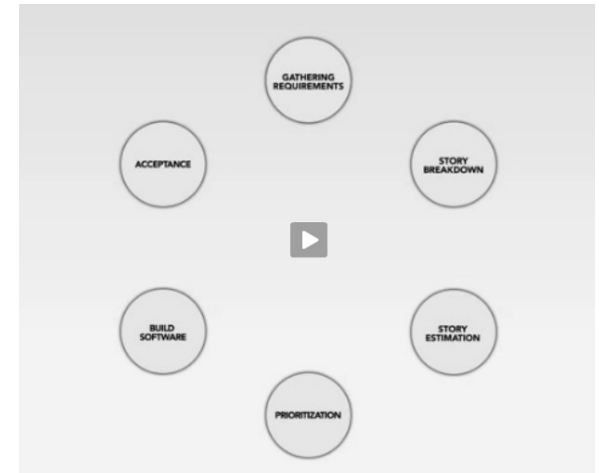 GATHERING
REQUIREMENTS
ACCEPTANCE
STORY
BREAKDOWN
BUILD
SOFTWARE
STORY
ESTIMATION
PRIORITIZATION